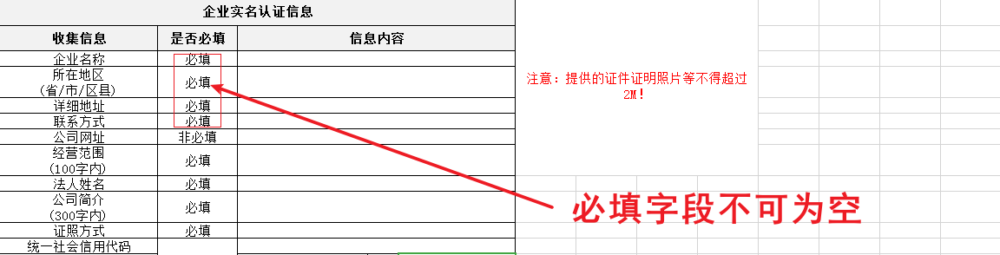 企业实名认证信息
收集信息 是否必填 信息内容
企业名称 必填
所在地区
(省/市/区县) 必填
详细地址 必填
联系方式 必填
公司网址 非必填
经营范围
(100字内) 必填
法人姓名 必填
公司简介
(300字内) 必填
证照方式 必填
统一社会信用代码
注意：提供的证件证明照片等不得超过
2M！
必填字段不可为空